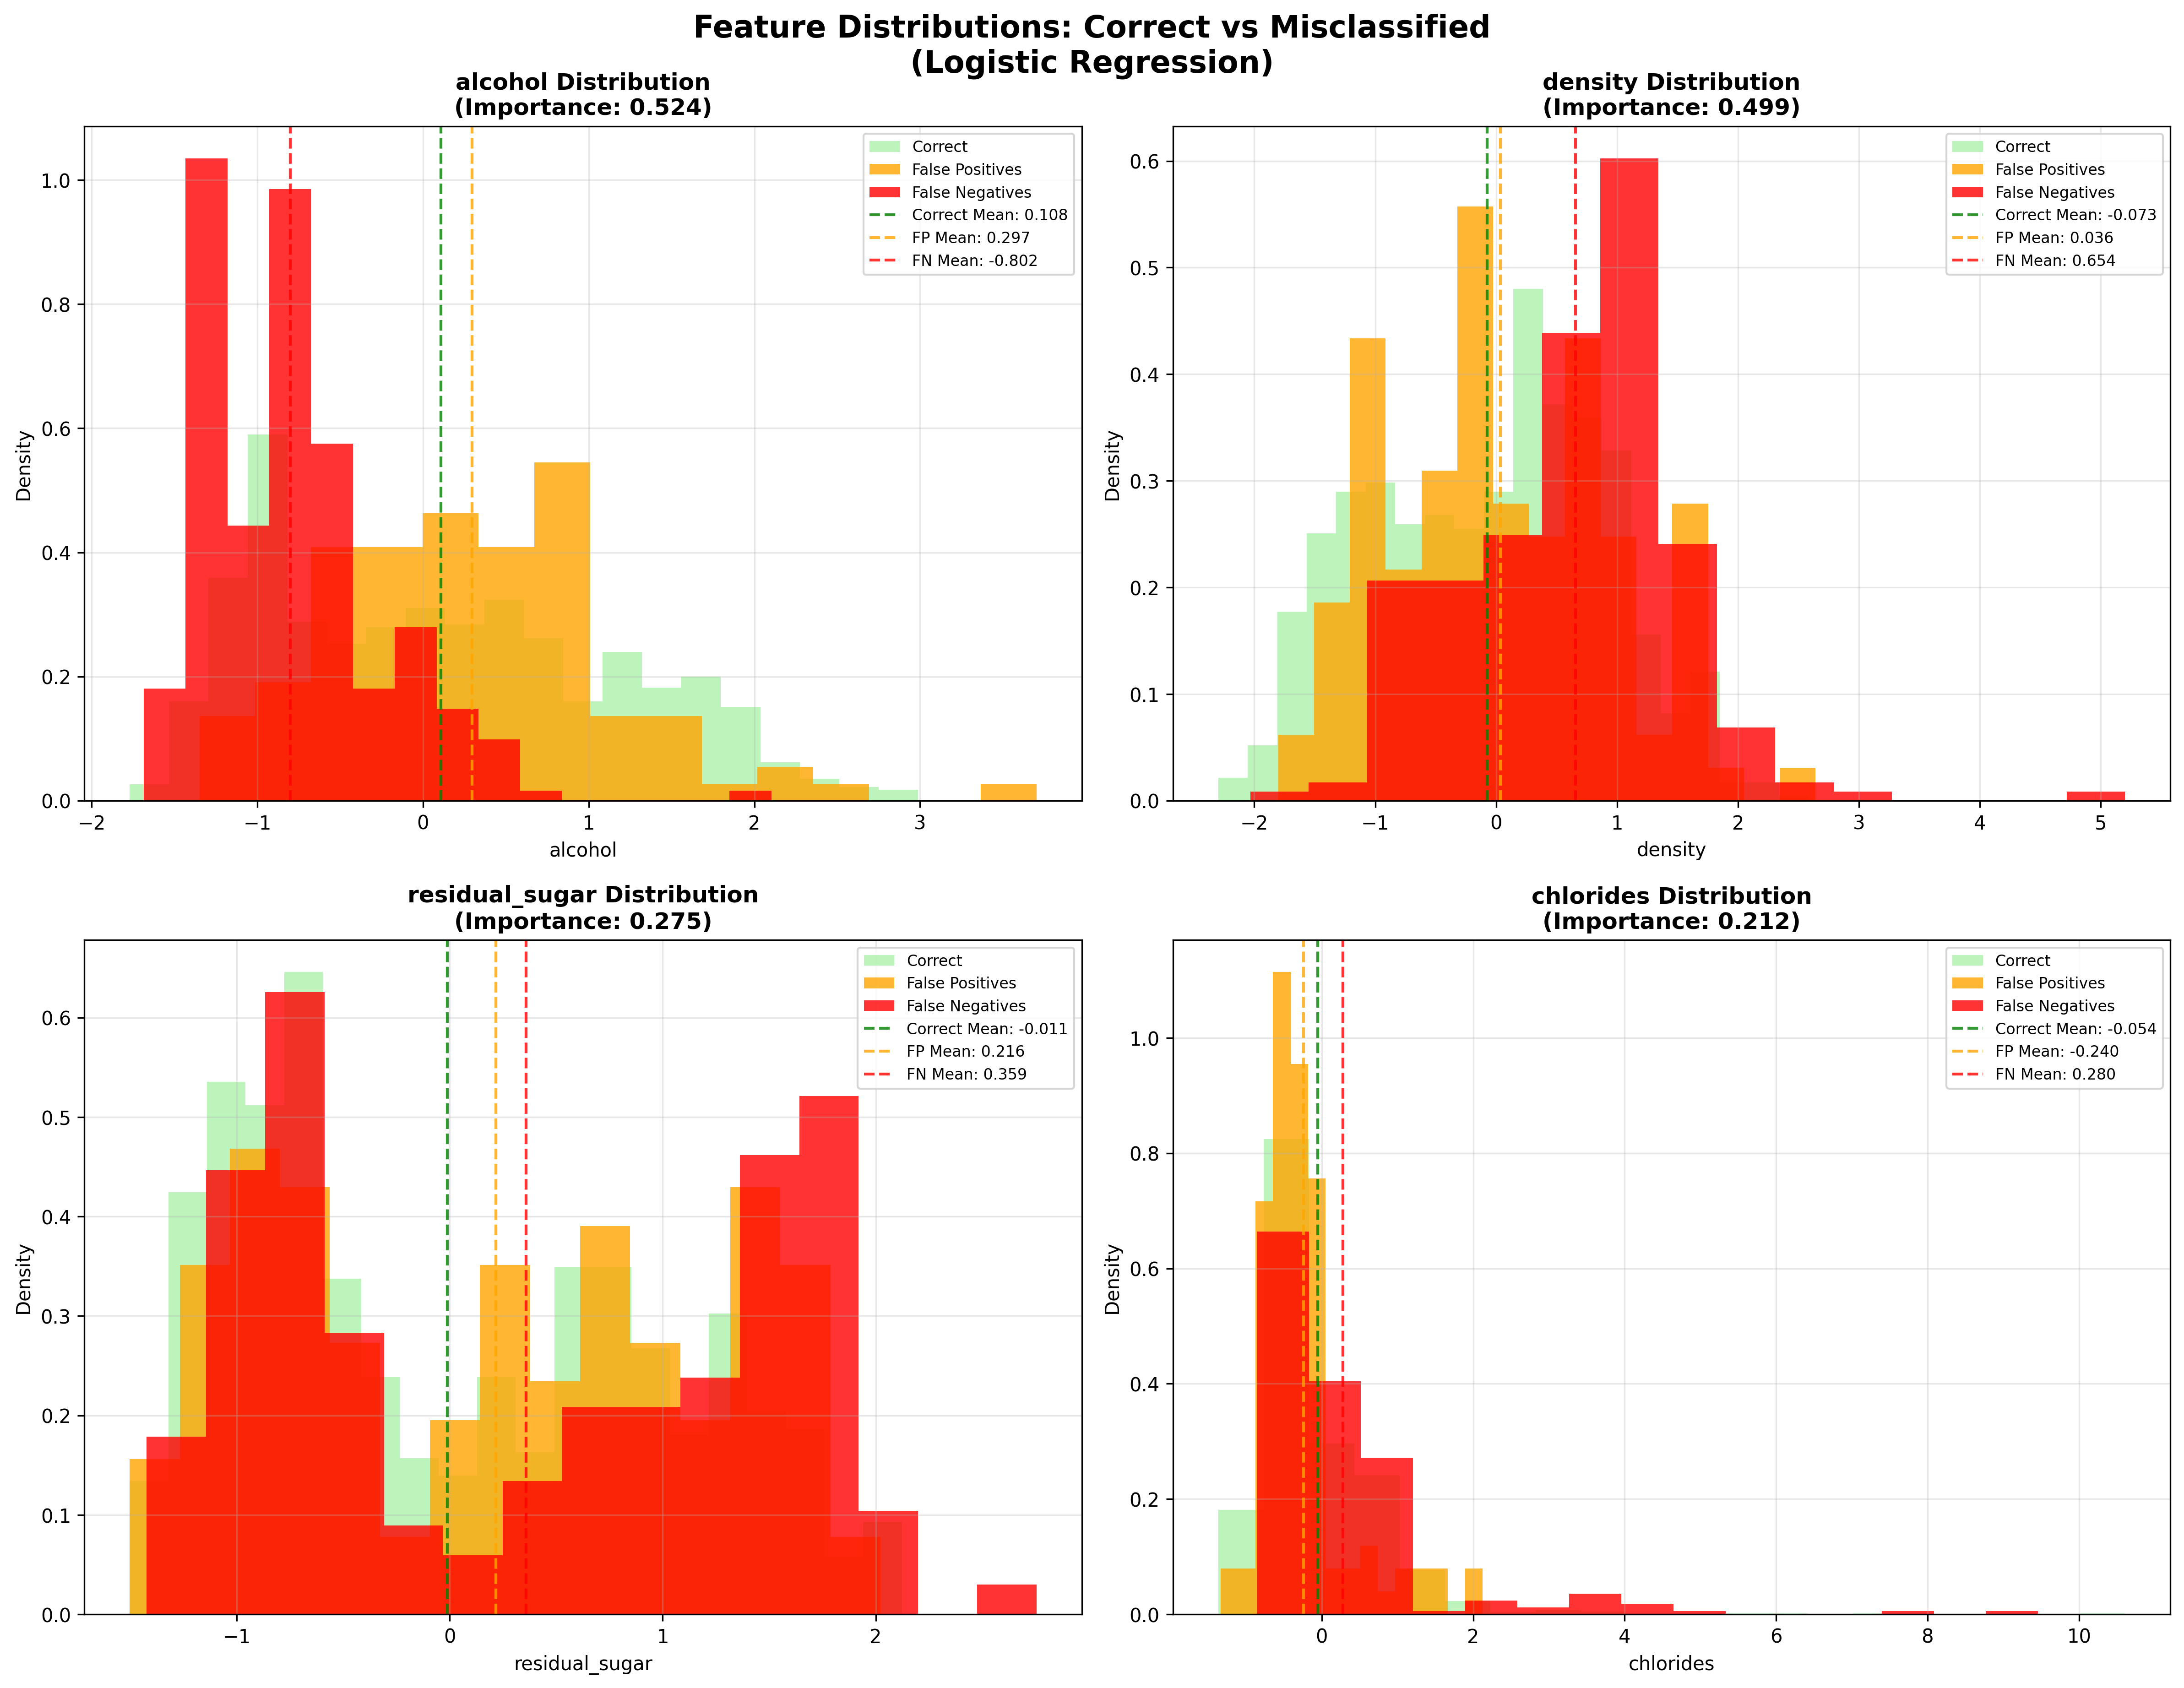 Feature Distributions: Correct vs Misclassified
(Logistic Regression)
alcohol Distribution
(Importance: 0.524)
Correct
False Positives
False Negatives
Correct Mean: 0.108
FP Mean: 0.297
FN Mean: -0.802
Density
1.0
0.8
0.6
0.4
0.2
0.0
−2
−1
0
1
2
3
alcohol
density Distribution
(Importance: 0.499)
Correct
False Positives
False Negatives
Correct Mean: -0.073
FP Mean: 0.036
FN Mean: 0.654
Density
0.6
0.5
0.4
0.3
0.2
0.1
0.0
−2
−1
0
1
2
3
4
5
density
residual_sugar Distribution
(Importance: 0.275)
Correct
False Positives
False Negatives
Correct Mean: -0.011
FP Mean: 0.216
FN Mean: 0.359
Density
0.6
0.5
0.4
0.3
0.2
0.1
0.0
−1
0
1
2
residual_sugar
chlorides Distribution
(Importance: 0.212)
Correct
False Positives
False Negatives
Correct Mean: -0.054
FP Mean: -0.240
FN Mean: 0.280
Density
1.0
0.8
0.6
0.4
0.2
0.0
0
2
4
6
8
10
chlorides